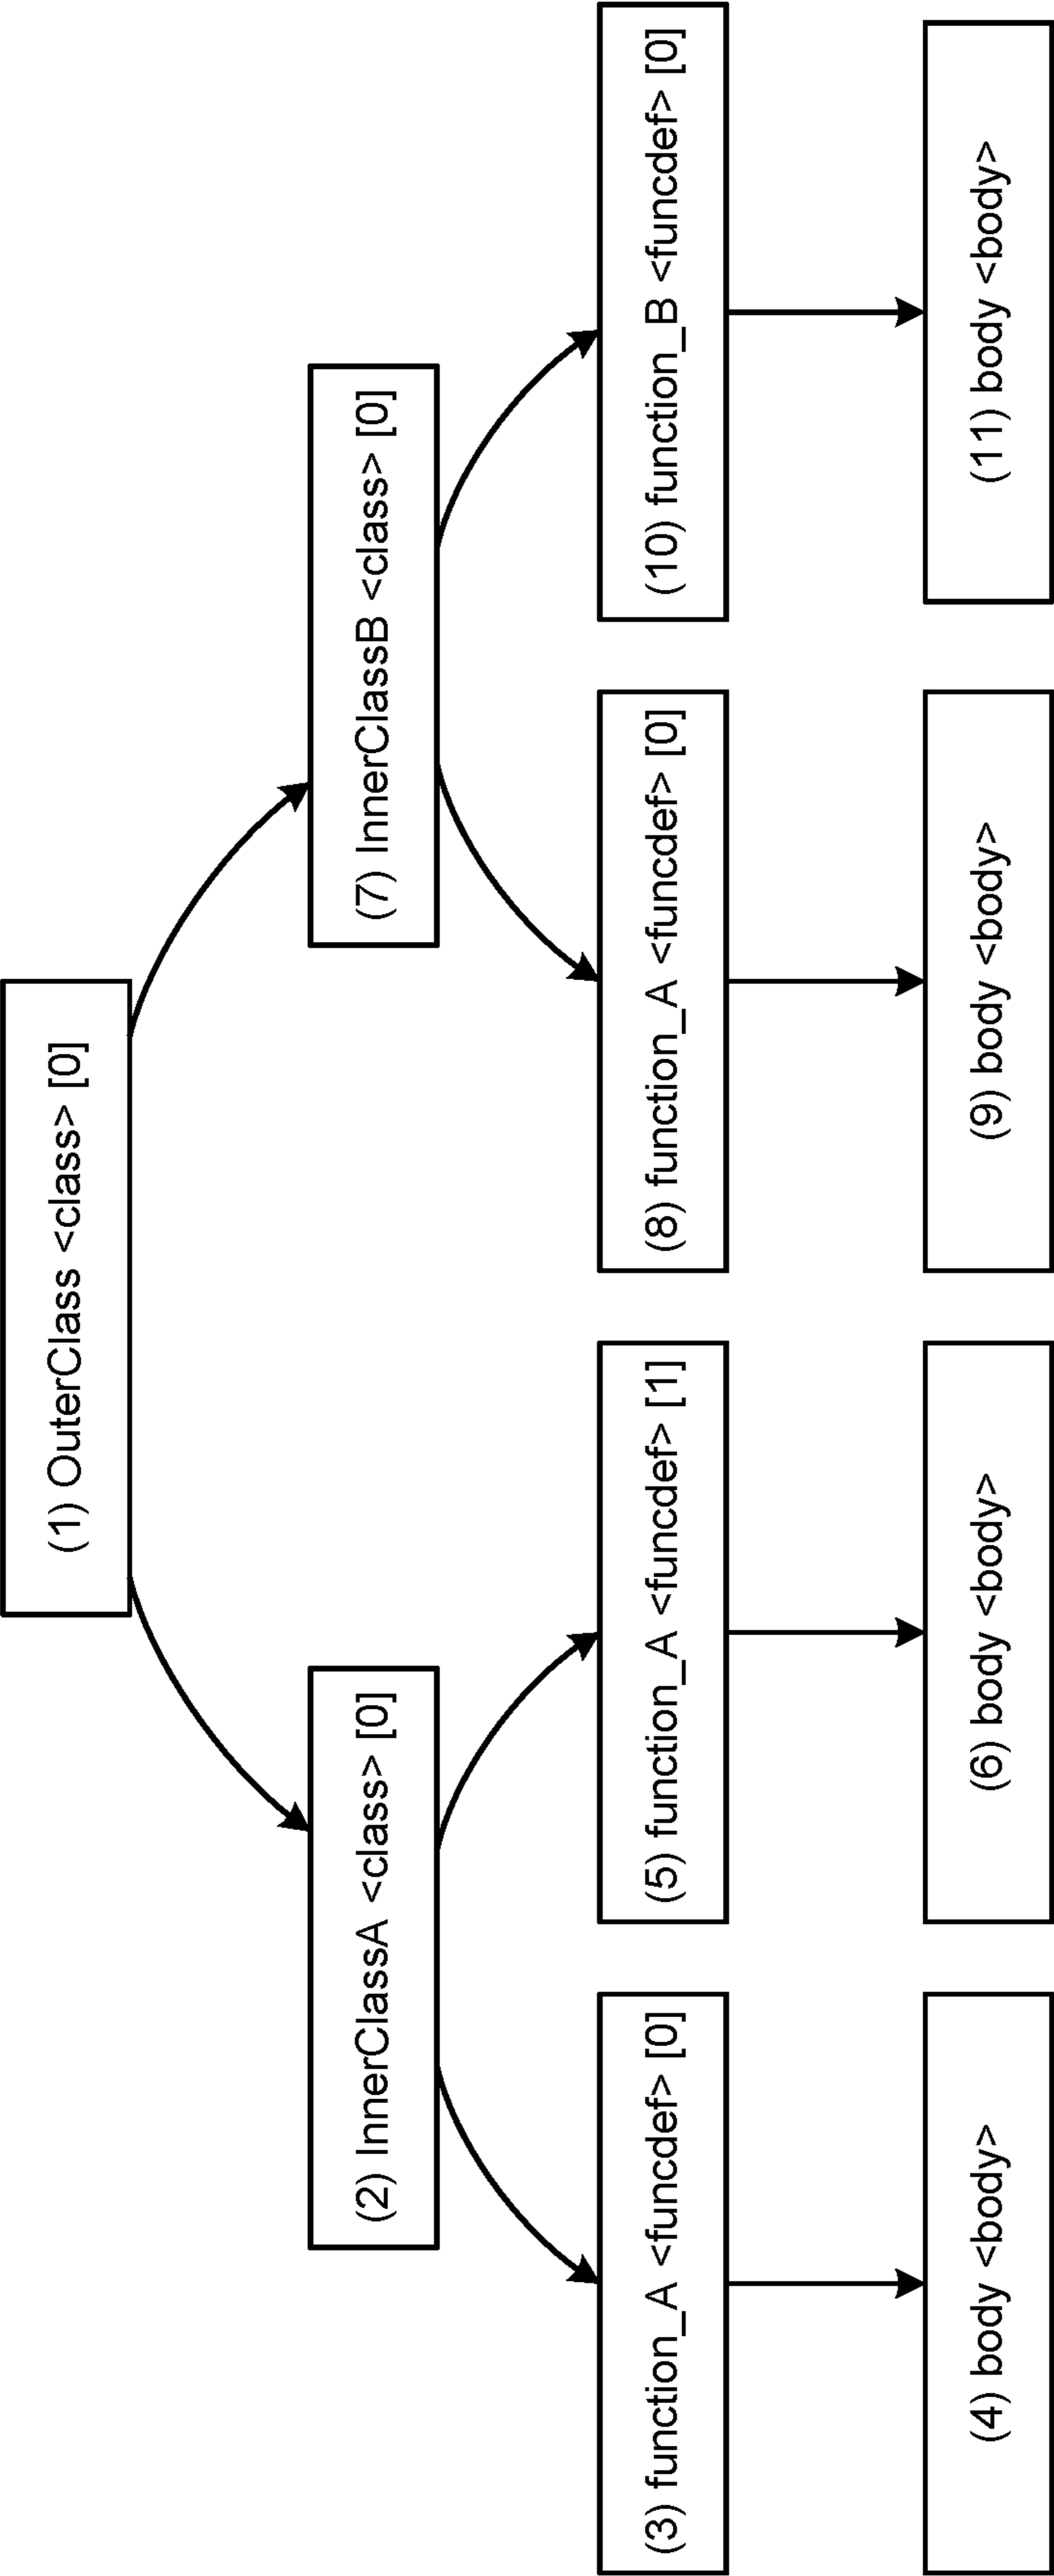 (1) OuterClass <class> [0]
(2) InnerClassA <class> [0]
(7) InnerClassB <class> [0]
(3) function_A <funcdef> [0]
(5) function_A <funcdef> [1]
(8) function_A <funcdef> [0]
(10) function_B <funcdef> [0]
(4) body <body>
(6) body <body>
(9) body <body>
(11) body <body>